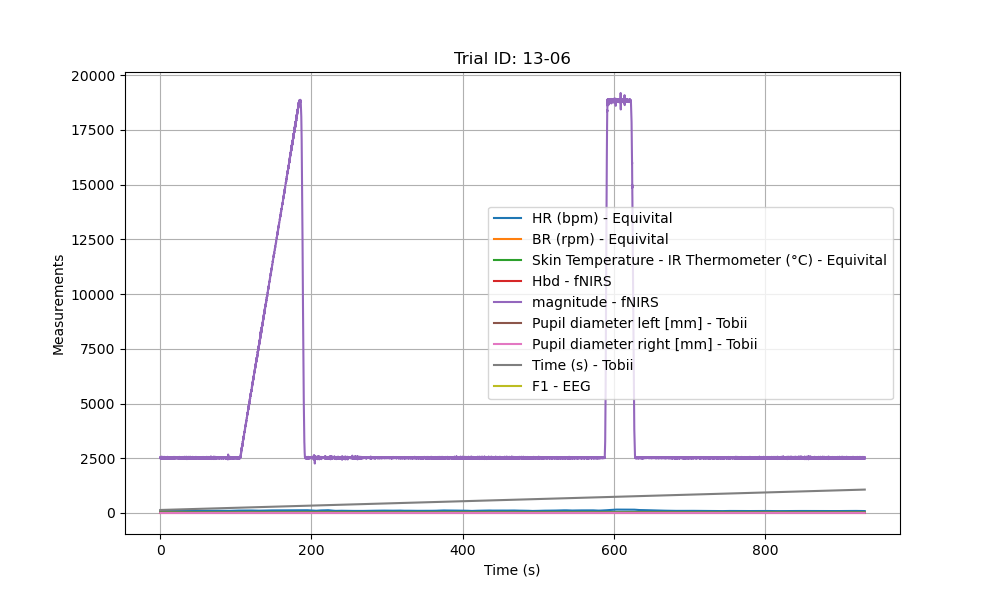 Trial ID: 13-06
20000
17500
15000
12500
10000
7500
5000
2500
0
Measurements
HR (bpm) - Equivital
BR (rpm) - Equivital
Skin Temperature - IR Thermometer (°C) - Equivital
Hbd - fNIRS
magnitude - fNIRS
Pupil diameter left [mm] - Tobii
Pupil diameter right [mm] - Tobii
Time (s) - Tobii
F1 - EEG
0 200 400 600 800
Time (s)